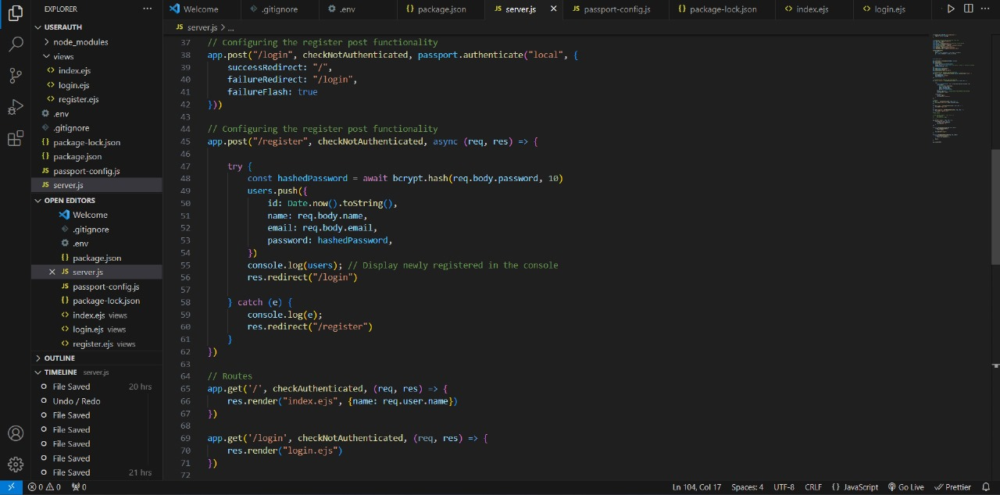 EXPLORER ...
Welcome .gitignore .env {} package.json JS server.js × JS passport-config.js {} package-lock.json <> index.ejs <> login.ejs ...
USERAUTH
node_modules
views
<> index.ejs
<> login.ejs
<> register.ejs
.env
.gitignore
{} package-lock.json
{} package.json
JS passport-config.js
JS server.js
OPEN EDITORS
Welcome
.gitignore
.env
{} package.json
× JS server.js
JS passport-config.js
{} package-lock.json
<> index.ejs views
<> login.ejs views
<> register.ejs views
OUTLINE
TIMELINE server.js
File Saved 20 hrs
Undo / Redo
File Saved
File Saved
File Saved
File Saved
File Saved 21 hrs
JS server.js > ...
37 // Configuring the register post functionality
38 app.post("/login", checkNotAuthenticated, passport.authenticate("local", {
39     successRedirect: "/",
40     failureRedirect: "/login",
41     failureFlash: true
42 }))
43
44 // Configuring the register post functionality
45 app.post("/register", checkNotAuthenticated, async (req, res) => {
46
47     try {
48         const hashedPassword = await bcrypt.hash(req.body.password, 10)
49         users.push({
50             id: Date.now().toString(),
51             name: req.body.name,
52             email: req.body.email,
53             password: hashedPassword,
54         })
55         console.log(users); // Display newly registered in the console
56         res.redirect("/login")
57
58     } catch (e) {
59         console.log(e);
60         res.redirect("/register")
61     }
62 })
63
64 // Routes
65 app.get('/', checkAuthenticated, (req, res) => {
66     res.render("index.ejs", {name: req.user.name})
67 })
68
69 app.get('/login', checkNotAuthenticated, (req, res) => {
70     res.render("login.ejs")
71 })
72
0 0 0 Ln 104, Col 17 Spaces: 4 UTF-8 CRLF {} JavaScript Go Live Prettier